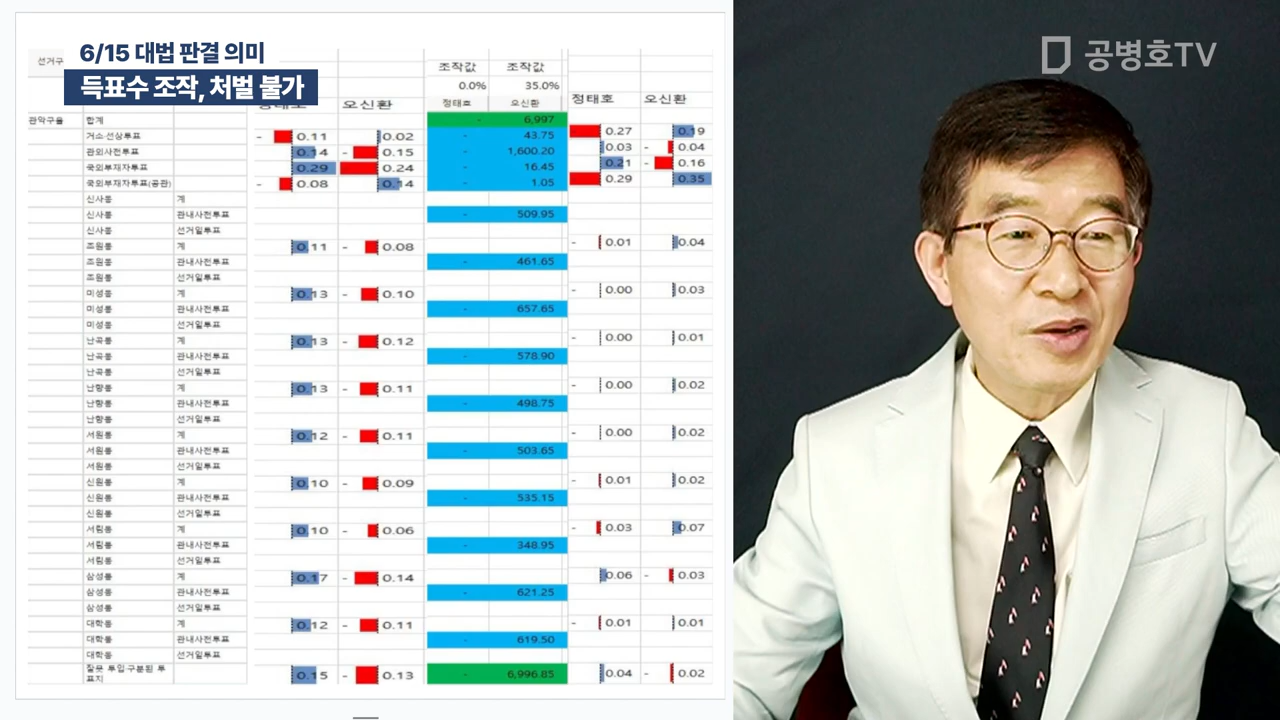 6/15 대법 판결 의미
득표수 조작, 처벌 불가
공병호TV
선거구
조작값 조작값
0.0% 35.0%
오신환 정태호 오신환 정태호 오신환
관악구을 합계 - 6,997
거소·선상투표 - 0.11 0.02 - 43.75 0.27 0.19
관외사전투표 0.14 - 0.15 - 1,600.20 0.03 - 0.04
국외부재자투표 0.29 0.24 - 16.45 0.21 - 0.16
국외부재자투표(공관) - 0.08 0.14 - 1.05 0.29 0.35
신사동 계
신사동 관내사전투표 - 509.95
신사동 선거일투표
조원동 계 0.11 - 0.08 - 0.01 0.04
조원동 관내사전투표 - 461.65
조원동 선거일투표
미성동 계 0.13 - 0.10 - 0.00 0.03
미성동 관내사전투표 - 657.65
미성동 선거일투표
난곡동 계 0.13 - 0.12 - 0.00 0.01
난곡동 관내사전투표 - 578.90
난곡동 선거일투표
난향동 계 0.13 - 0.11 - 0.00 0.02
난향동 관내사전투표 - 498.75
난향동 선거일투표
서원동 계 0.12 - 0.11 - 0.00 0.02
서원동 관내사전투표 - 503.65
서원동 선거일투표
신원동 계 0.10 - 0.09 - 0.01 0.02
신원동 관내사전투표 - 535.15
신원동 선거일투표
서림동 계 0.10 - 0.06 - 0.03 0.07
서림동 관내사전투표 - 348.95
서림동 선거일투표
삼성동 계 0.17 - 0.14 0.06 - 0.03
삼성동 관내사전투표 - 621.25
삼성동 선거일투표
대학동 계 0.12 - 0.11 - 0.01 0.01
대학동 관내사전투표 - 619.50
대학동 선거일투표
잘못 투입·구분된 투 0.15 - 0.13 - 6,996.85 0.04 - 0.02
표지